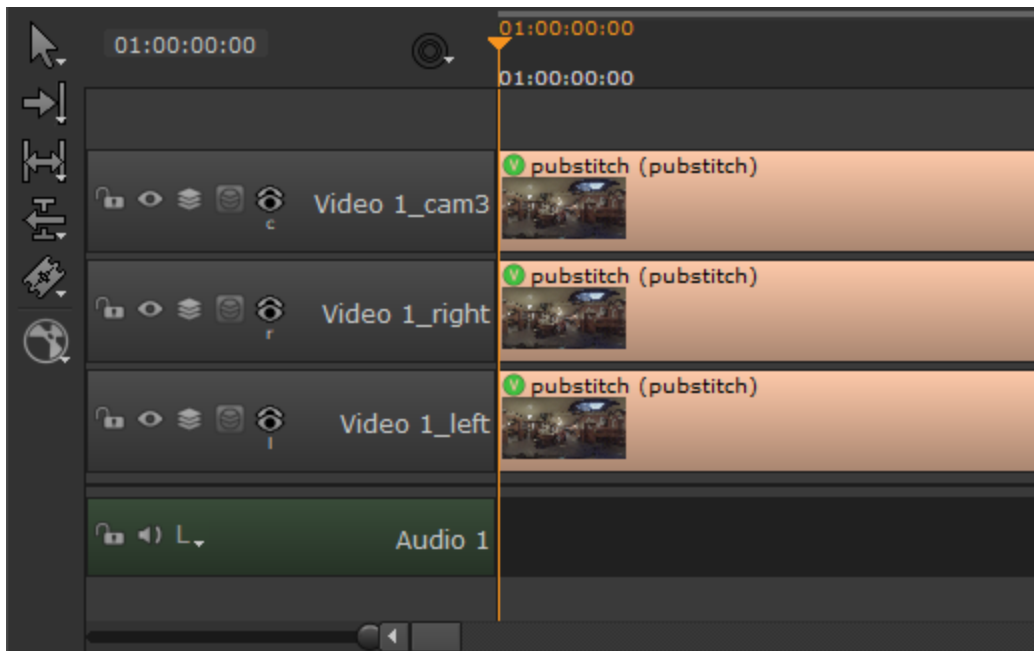 01:00:00:00
01:00:00:00
01:00:00:00
c Video 1_cam3
V pubstitch (pubstitch)
r Video 1_right
V pubstitch (pubstitch)
l Video 1_left
V pubstitch (pubstitch)
L Audio 1